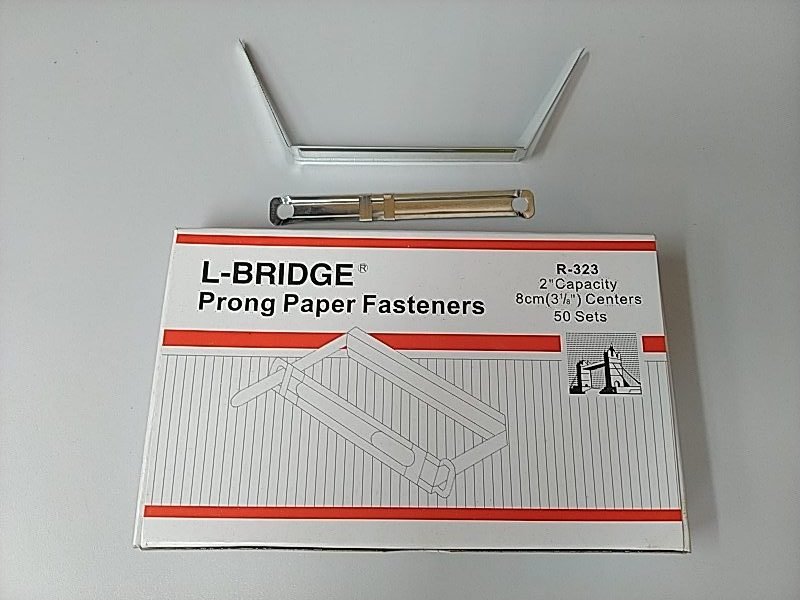 L-BRIDGE®
Prong Paper Fasteners
R-323
2"Capacity
8cm(3⅛") Centers
50 Sets